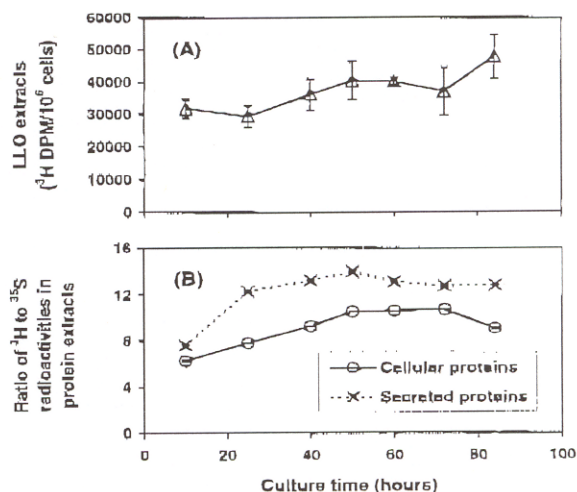 60000
50000
40000
30000
20000
10000
0
LLO extracts
(³H DPM/10⁶ cells)
(A)
16
12
8
4
0
Ratio of ³H to ³⁵S
radioactivities in
protein extracts
(B)
Cellular proteins
Secreted proteins
0 20 40 60 80 100
Culture time (hours)